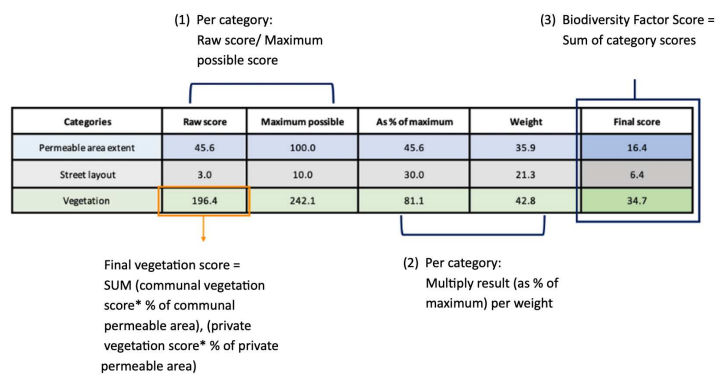 (1) Per category:
Raw score/ Maximum
possible score
(3) Biodiversity Factor Score =
Sum of category scores
Categories Raw score Maximum possible As % of maximum Weight Final score
Permeable area extent 45.6 100.0 45.6 35.9 16.4
Street layout 3.0 10.0 30.0 21.3 6.4
Vegetation 196.4 242.1 81.1 42.8 34.7
Final vegetation score =
SUM (communal vegetation
score* % of communal
permeable area), (private
vegetation score* % of private
permeable area)
(2) Per category:
Multiply result (as % of
maximum) per weight